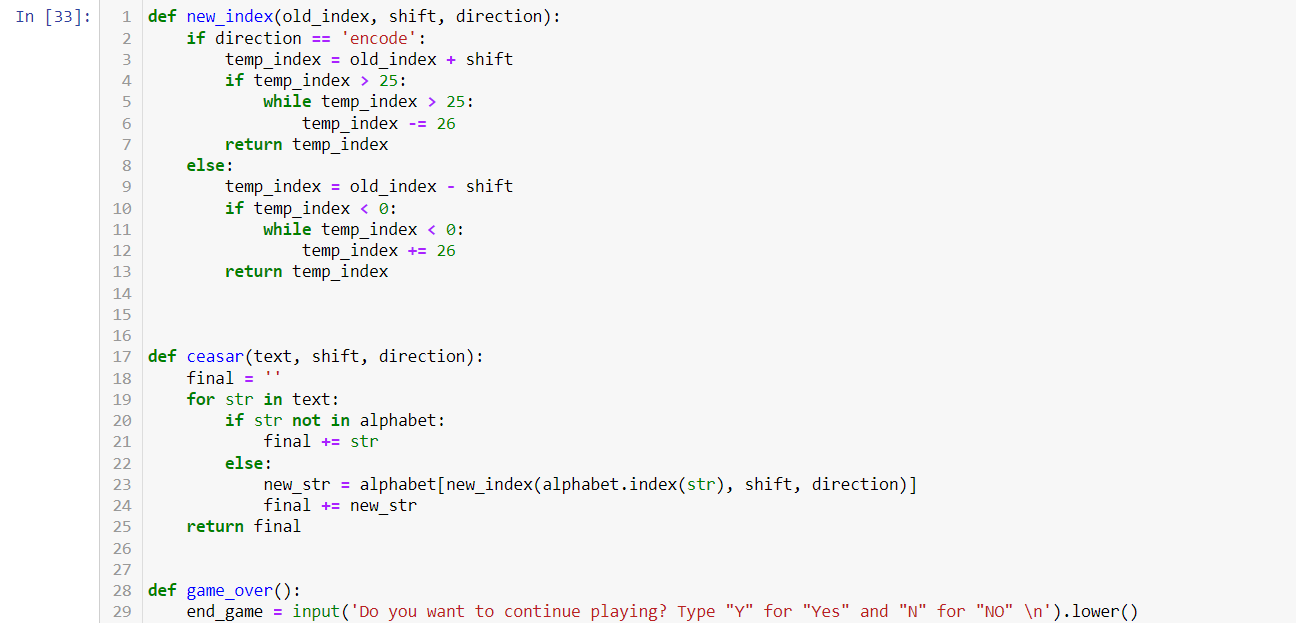 In [33]:
1 def new_index(old_index, shift, direction):
2     if direction == 'encode':
3         temp_index = old_index + shift
4         if temp_index > 25:
5             while temp_index > 25:
6                 temp_index -= 26
7         return temp_index
8     else:
9         temp_index = old_index - shift
10         if temp_index < 0:
11             while temp_index < 0:
12                 temp_index += 26
13         return temp_index
14
15
16
17 def ceasar(text, shift, direction):
18     final = ''
19     for str in text:
20         if str not in alphabet:
21             final += str
22         else:
23             new_str = alphabet[new_index(alphabet.index(str), shift, direction)]
24             final += new_str
25     return final
26
27
28 def game_over():
29     end_game = input('Do you want to continue playing? Type "Y" for "Yes" and "N" for "NO" \n').lower()